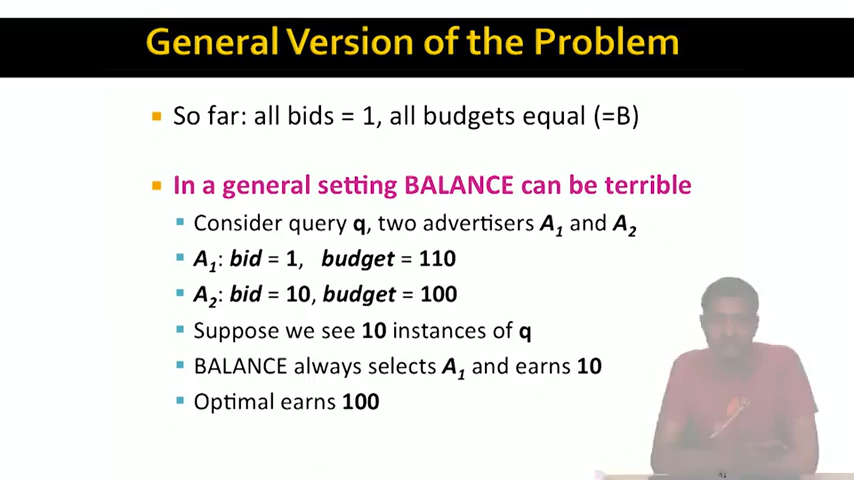 General Version of the Problem
So far: all bids = 1, all budgets equal (=B)
In a general setting BALANCE can be terrible
Consider query q, two advertisers A1 and A2
A1: bid = 1, budget = 110
A2: bid = 10, budget = 100
Suppose we see 10 instances of q
BALANCE always selects A1 and earns 10
Optimal earns 100
41